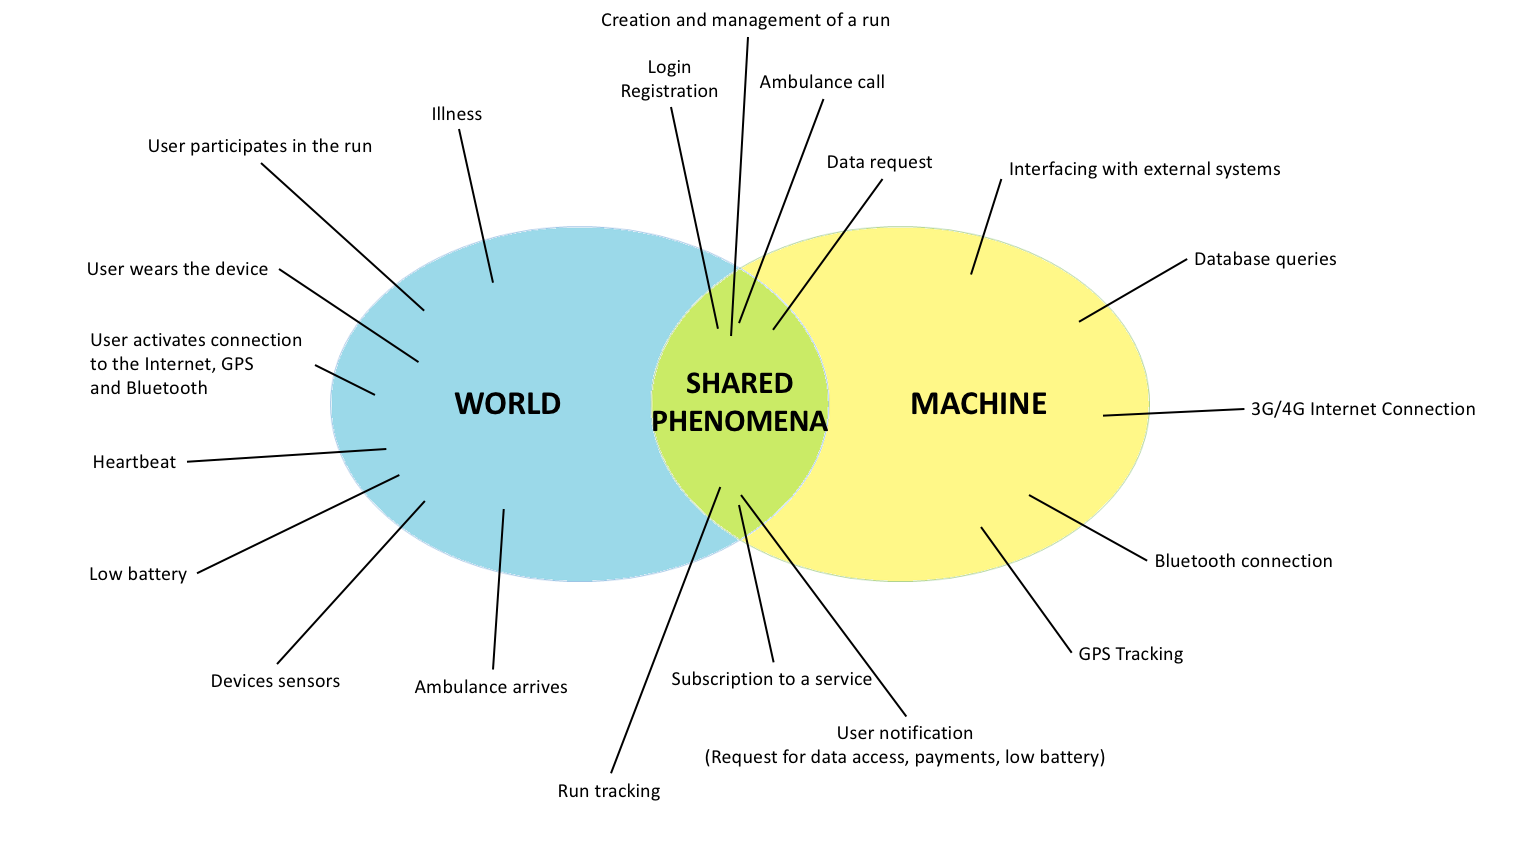 Creation and management of a run
Login
Registration
Ambulance call
Illness
User participates in the run
Data request
Interfacing with external systems
User wears the device
Database queries
User activates connection
to the Internet, GPS
and Bluetooth
WORLD
SHARED
PHENOMENA
MACHINE
3G/4G Internet Connection
Heartbeat
Low battery
Bluetooth connection
GPS Tracking
Devices sensors
Ambulance arrives
Subscription to a service
User notification
(Request for data access, payments, low battery)
Run tracking